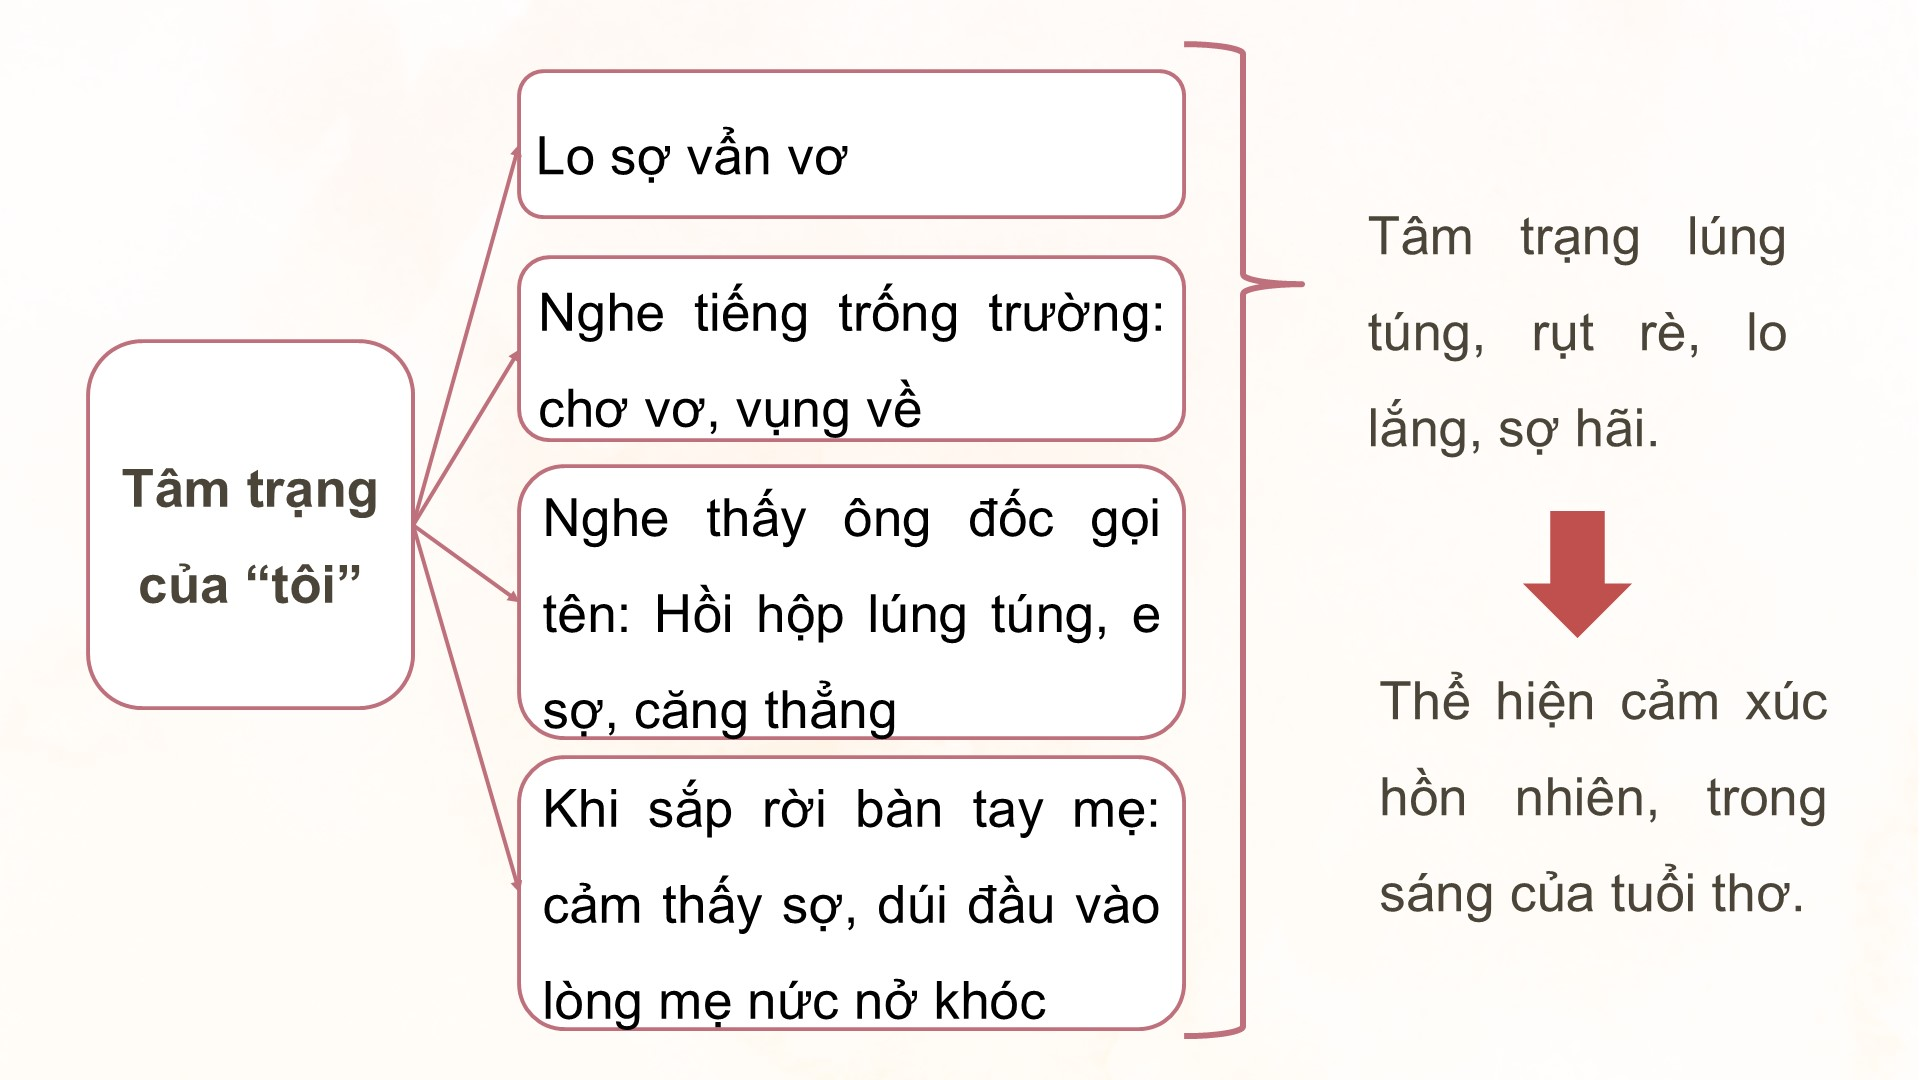 Tâm trạng
của “tôi”
Lo sợ vẩn vơ
Nghe tiếng trống trường:
chơ vơ, vụng về
Nghe thấy ông đốc gọi
tên: Hồi hộp lúng túng, e
sợ, căng thẳng
Khi sắp rời bàn tay mẹ:
cảm thấy sợ, dúi đầu vào
lòng mẹ nức nở khóc
Tâm trạng lúng
túng, rụt rè, lo
lắng, sợ hãi.
Thể hiện cảm xúc
hồn nhiên, trong
sáng của tuổi thơ.